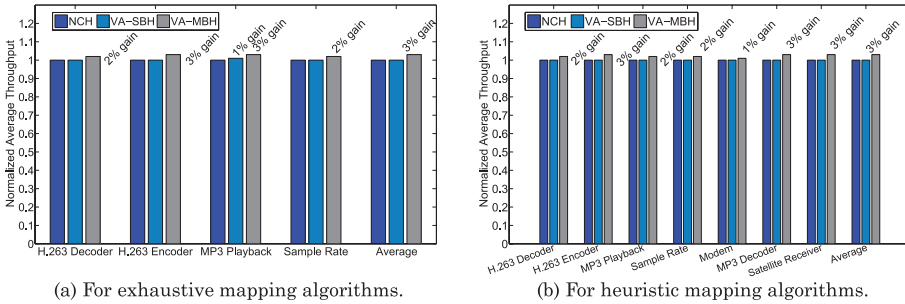 NCH VA−SBH VA−MBH
Normalized Average Throughput
1.2
1.1
1
0.9
0.8
0.7
0.6
0.5
0.4
0.3
0.2
0.1
0
2% gain
3% gain
1% gain
3% gain
2% gain
3% gain
H.263 Decoder H.263 Encoder MP3 Playback Sample Rate Average
(a) For exhaustive mapping algorithms.
NCH VA−SBH VA−MBH
Normalized Average Throughput
1.2
1.1
1
0.9
0.8
0.7
0.6
0.5
0.4
0.3
0.2
0.1
0
2% gain
3% gain
2% gain
2% gain
1% gain
3% gain
3% gain
3% gain
H.263 Decoder
H.263 Encoder
MP3 Playback
Sample Rate
Modem
MP3 Decoder
Satellite Receiver
Average
(b) For heuristic mapping algorithms.